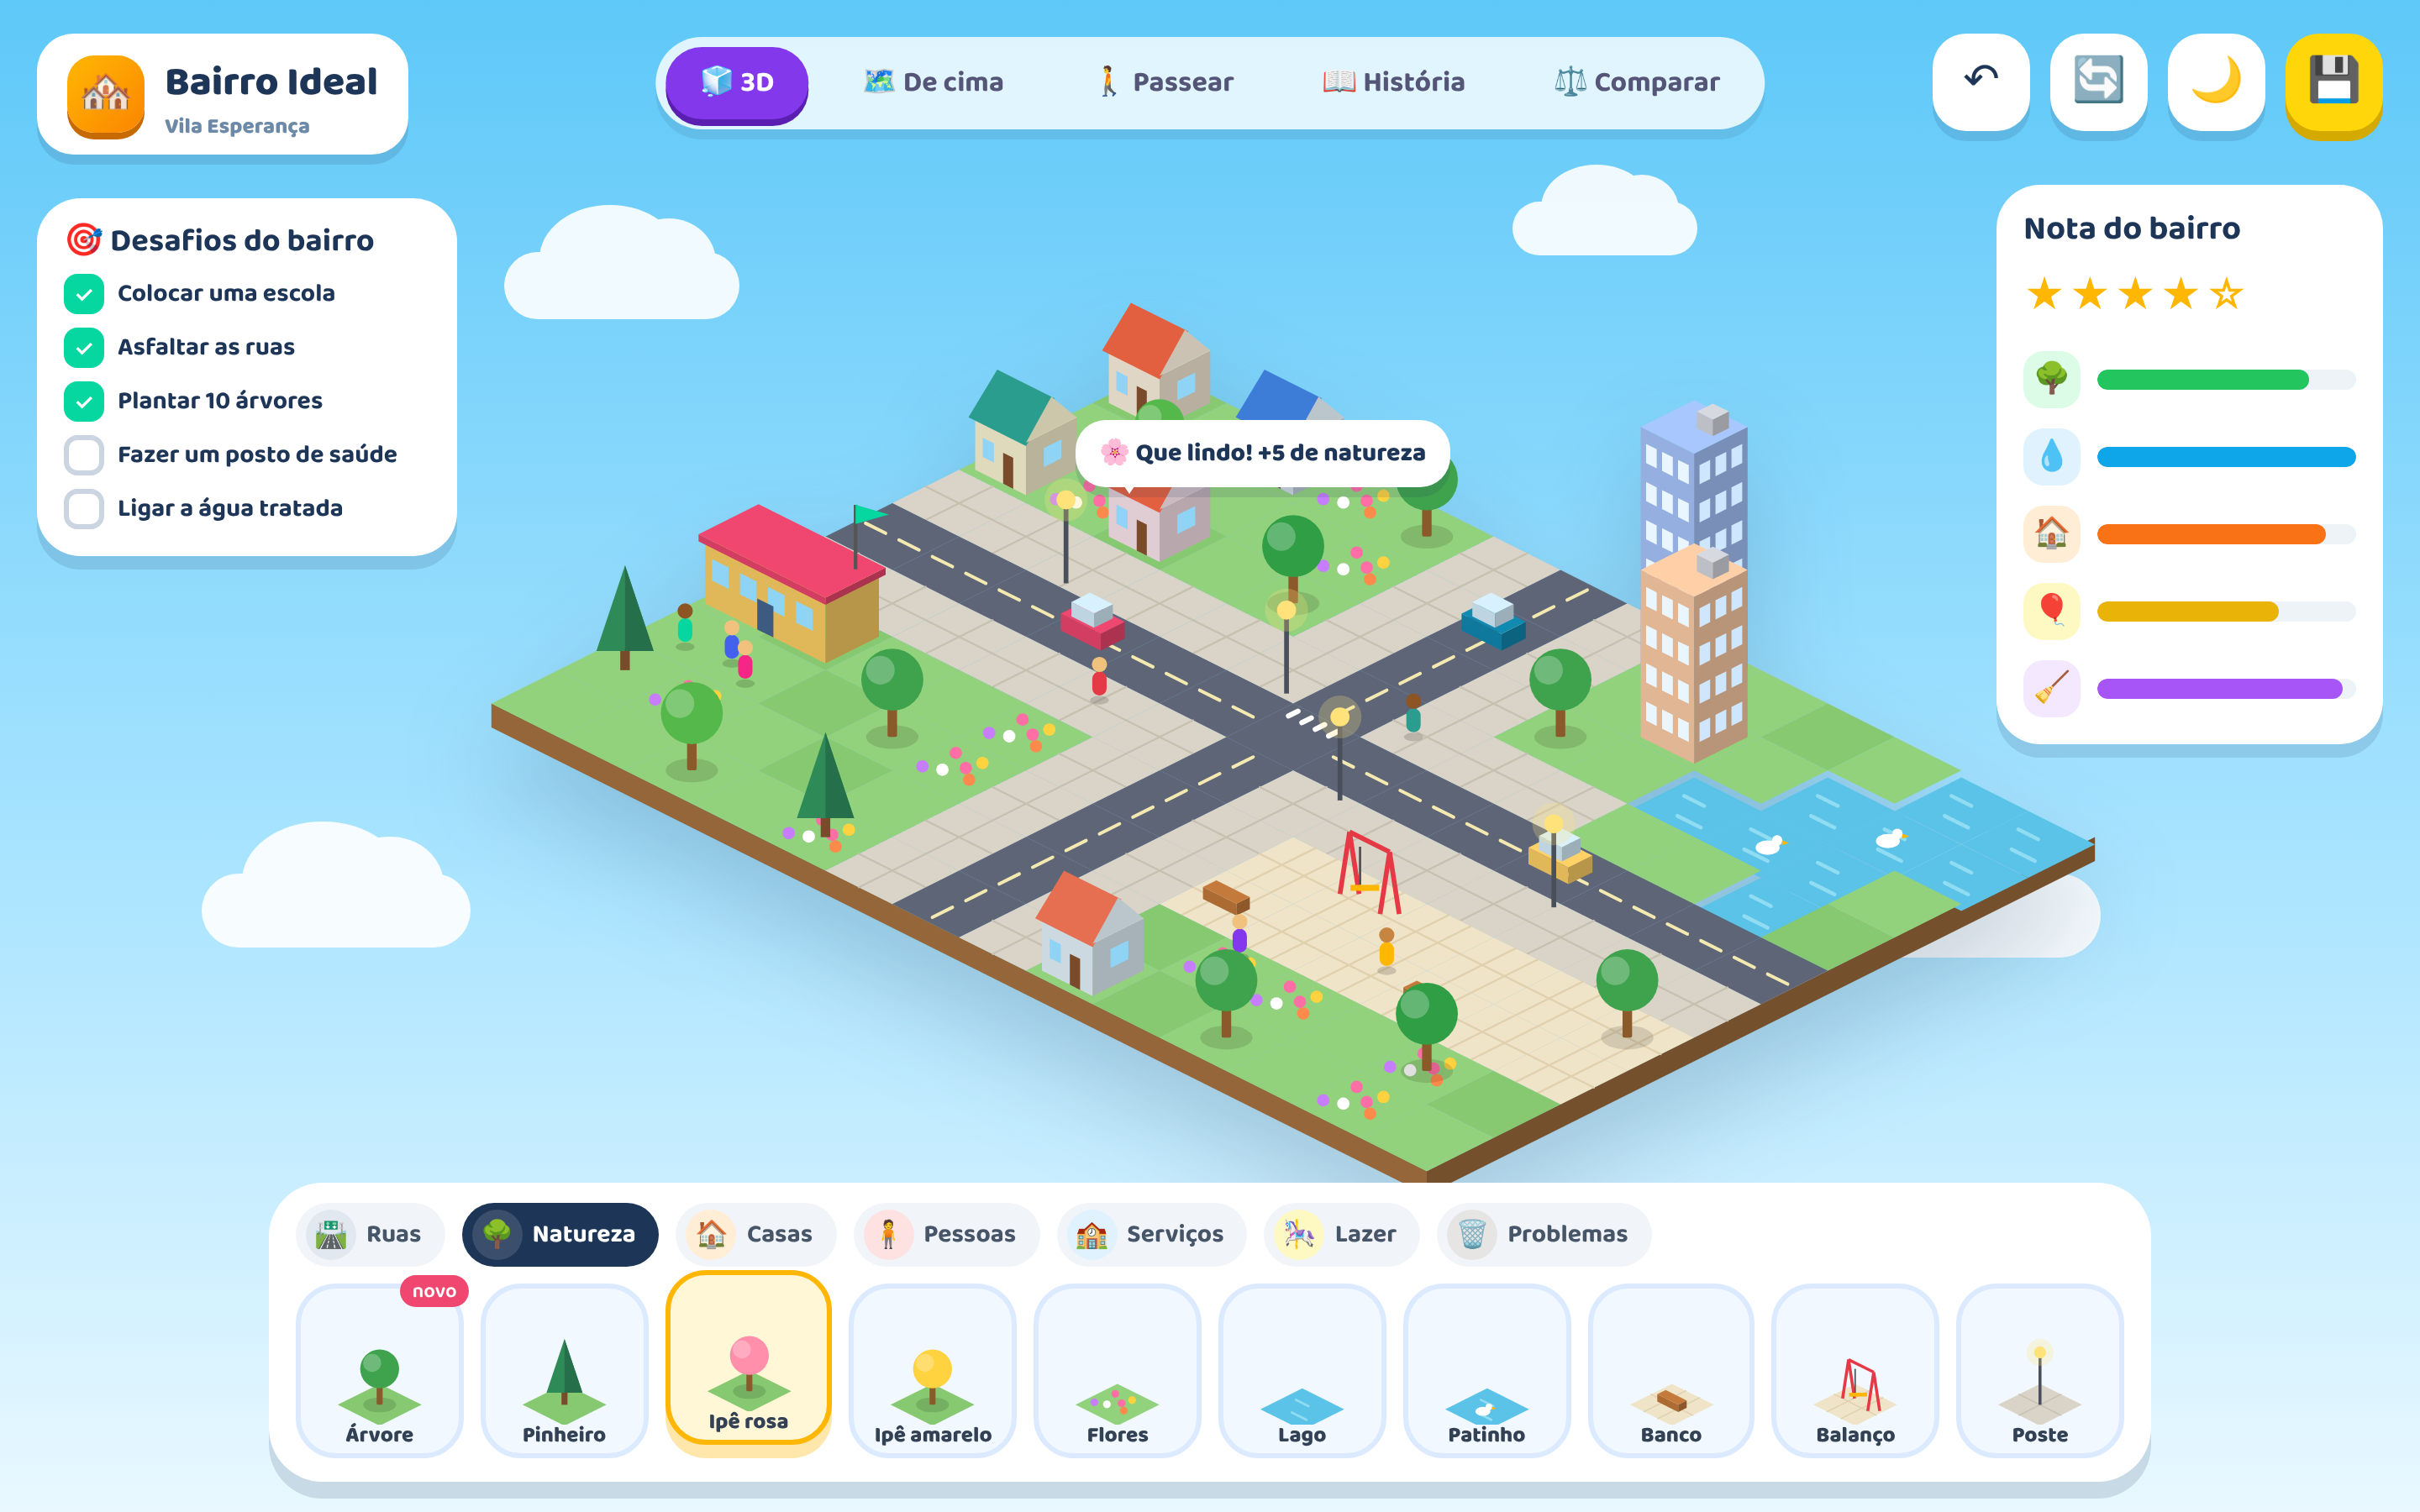 Bairro Ideal
Vila Esperança
3D
De cima
Passear
História
Comparar
Desafios do bairro
Colocar uma escola
Asfaltar as ruas
Plantar 10 árvores
Fazer um posto de saúde
Ligar a água tratada
Nota do bairro
Que lindo! +5 de natureza
Ruas
Natureza
Casas
Pessoas
Serviços
Lazer
Problemas
novo
Árvore
Pinheiro
Ipê rosa
Ipê amarelo
Flores
Lago
Patinho
Banco
Balanço
Poste